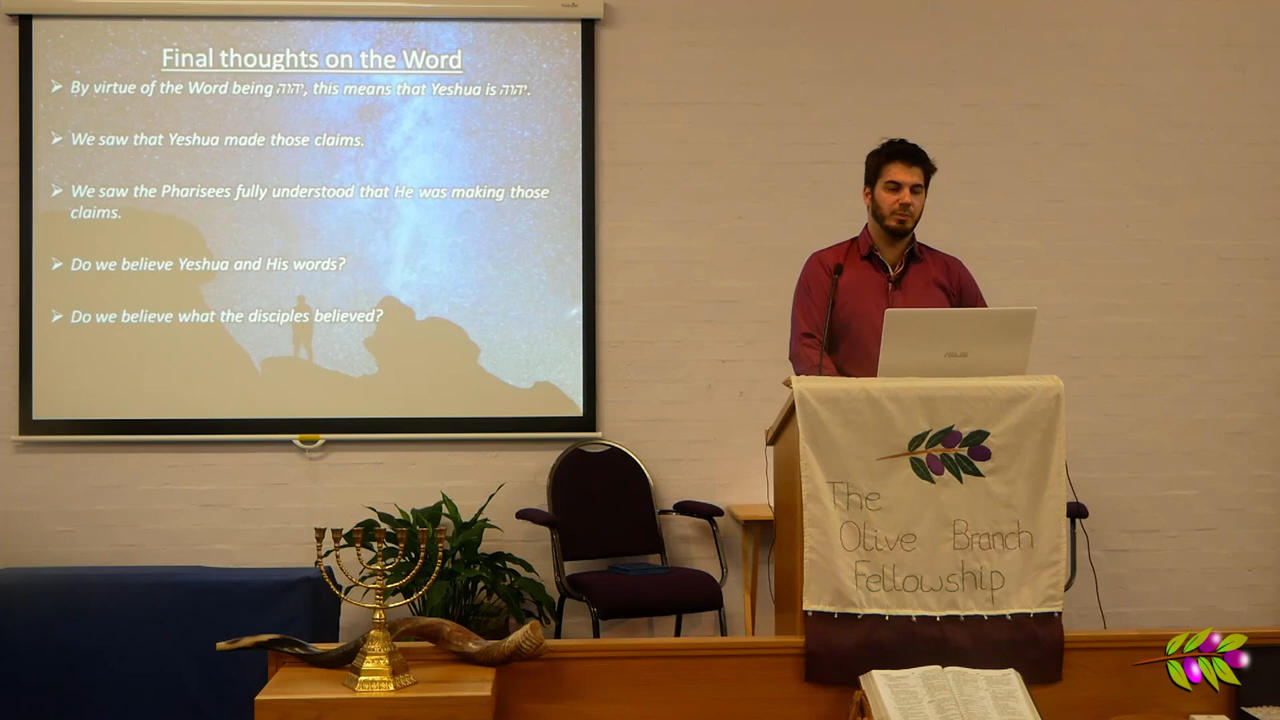 Final thoughts on the Word
➢ By virtue of the Word being יהוה, this means that Yeshua is יהוה.
➢ We saw that Yeshua made those claims.
➢ We saw the Pharisees fully understood that He was making those
claims.
➢ Do we believe Yeshua and His words?
➢ Do we believe what the disciples believed?
ASUS
The
Olive Branch
Fellowship